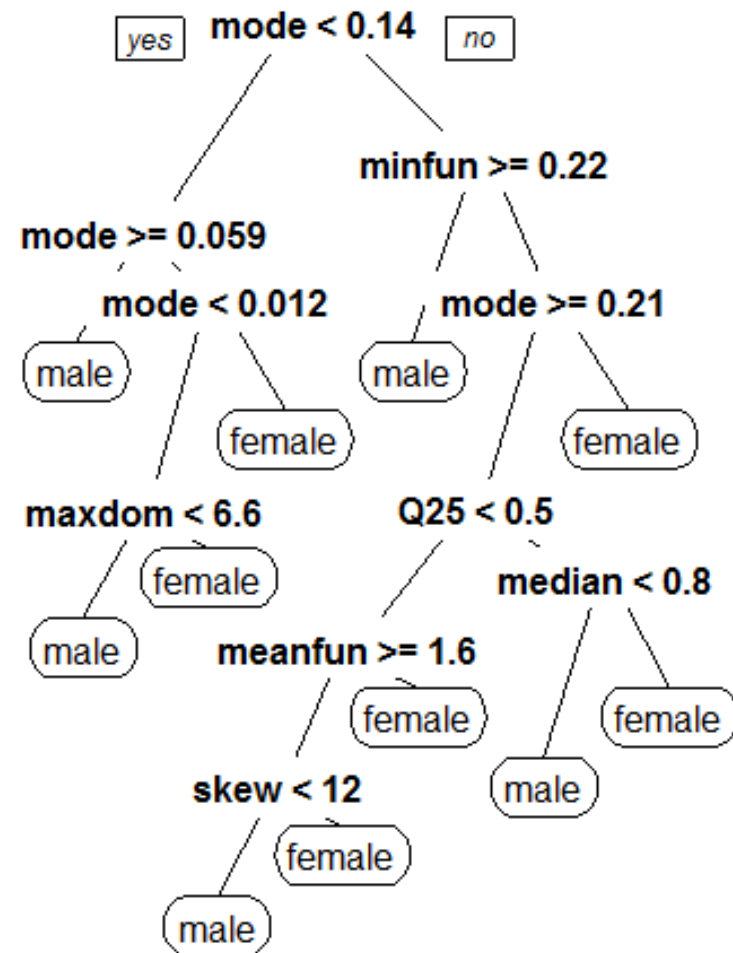 yes mode < 0.14 no
minfun >= 0.22
mode >= 0.059
mode < 0.012 mode >= 0.21
male male
female female
maxdom < 6.6 Q25 < 0.5
female median < 0.8
male meanfun >= 1.6
female female
skew < 12 male
female
male